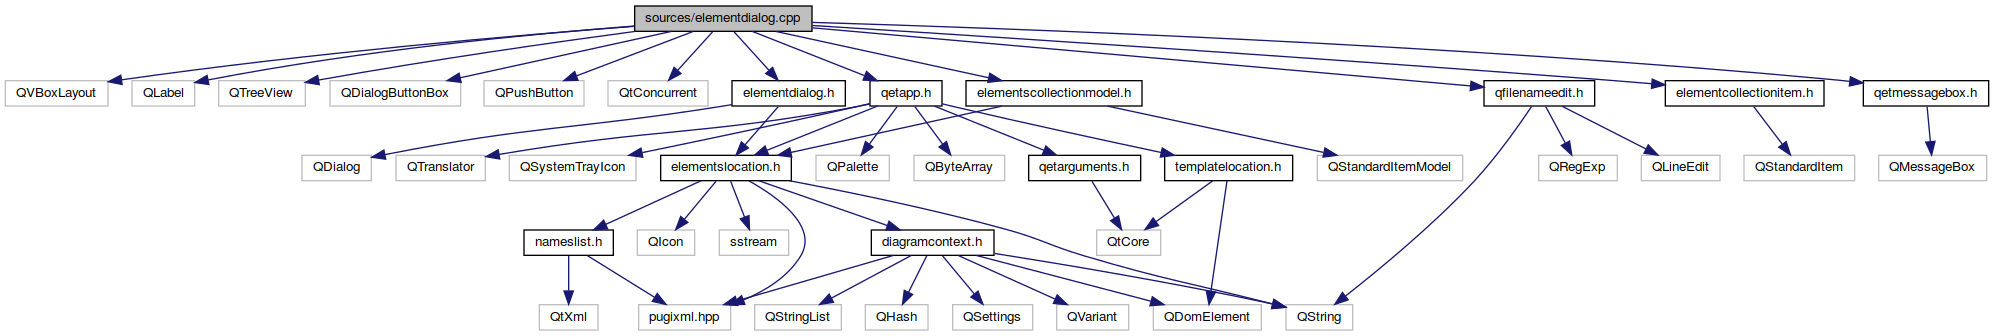 sources/elementdialog.cpp
QVBoxLayout
QLabel
QTreeView
QDialogButtonBox
QPushButton
QtConcurrent
elementdialog.h
qetapp.h
elementscollectionmodel.h
qfilenameedit.h
elementcollectionitem.h
qetmessagebox.h
QDialog
QTranslator
QSystemTrayIcon
elementslocation.h
QPalette
QByteArray
qetarguments.h
templatelocation.h
QStandardItemModel
QRegExp
QLineEdit
QStandardItem
QMessageBox
nameslist.h
QIcon
sstream
diagramcontext.h
QtCore
QtXml
pugixml.hpp
QStringList
QHash
QSettings
QVariant
QDomElement
QString